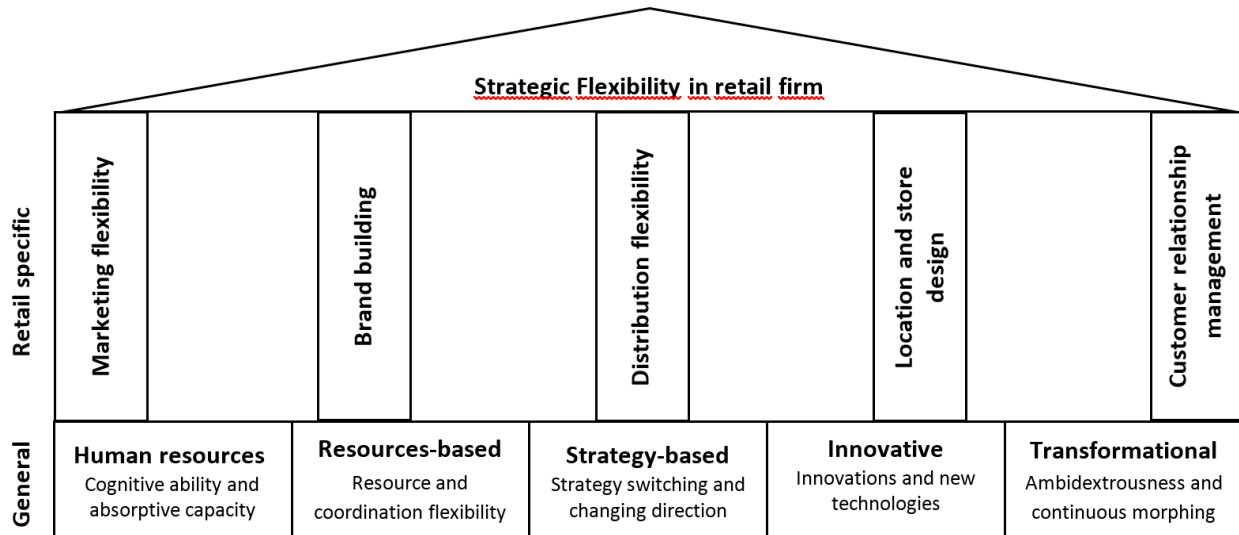 Strategic Flexibility in retail firm
Retail specific
Marketing flexibility
Brand building
Distribution flexibility
Location and store
design
Customer relationship
management
General
Human resources
Cognitive ability and
absorptive capacity
Resources-based
Resource and
coordination flexibility
Strategy-based
Strategy switching and
changing direction
Innovative
Innovations and new
technologies
Transformational
Ambidextrousness and
continuous morphing